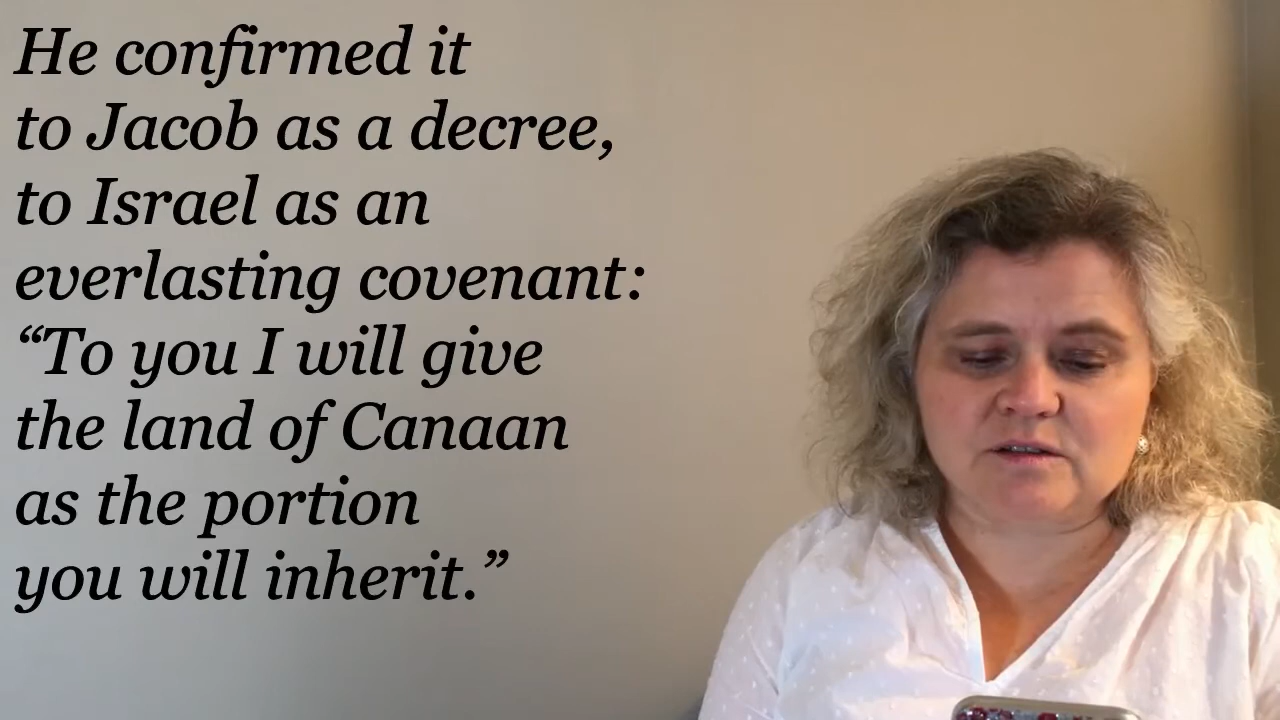 He confirmed it
to Jacob as a decree,
to Israel as an
everlasting covenant:
“To you I will give
the land of Canaan
as the portion
you will inherit.”